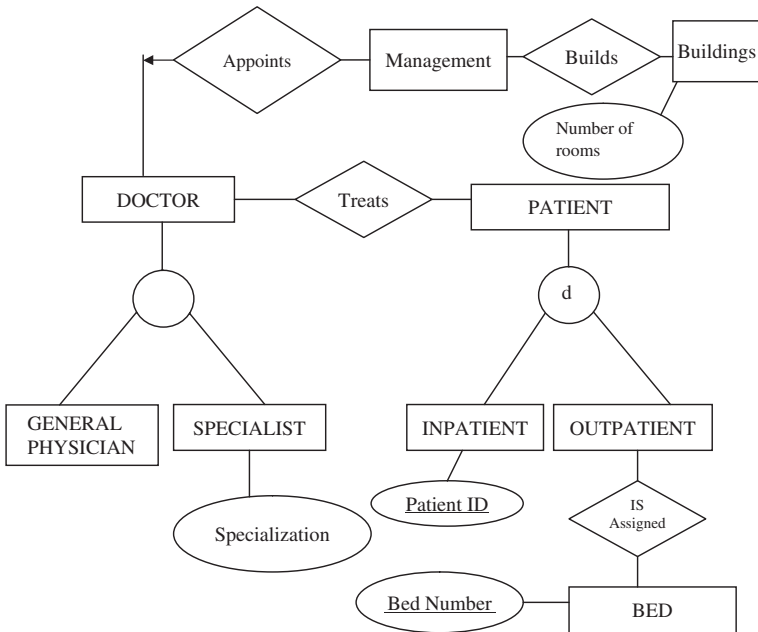 Appoints
Management
Builds
Buildings
Number of
rooms
DOCTOR
Treats
PATIENT
d
GENERAL
PHYSICIAN
SPECIALIST
INPATIENT
OUTPATIENT
Specialization
Patient ID
IS
Assigned
Bed Number
BED